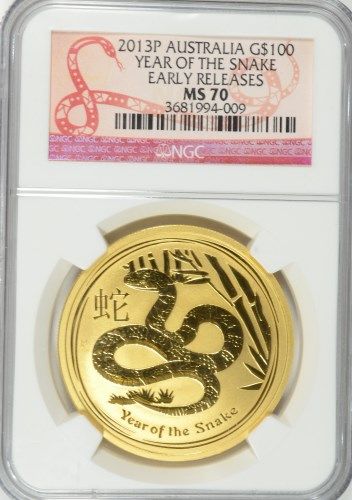 2013P AUSTRALIA G$100
YEAR OF THE SNAKE
EARLY RELEASES
MS 70
3681994-009
NGC
蛇
Year of the Snake